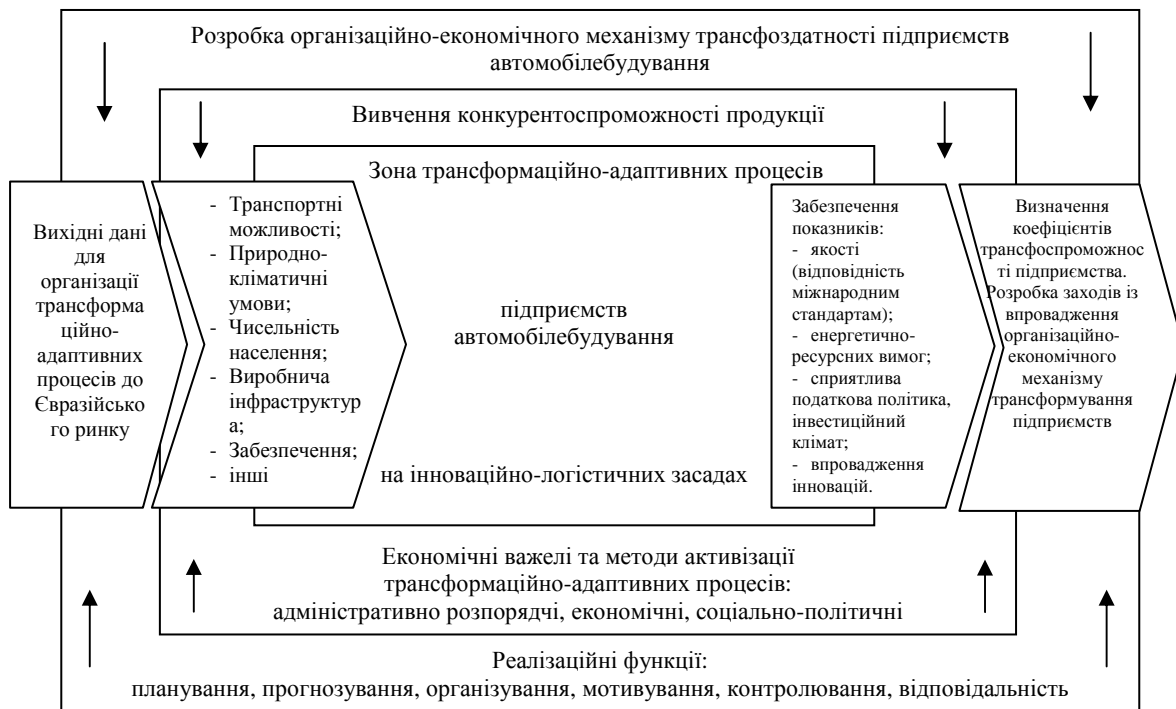 Розробка організаційно-економічного механізму трансфоздатності підприємств
автомобілебудування
Вивчення конкурентоспроможності продукції
Зона трансформаційно-адаптивних процесів
Вихідні дані
для
організації
трансформа
ційно-
адаптивних
процесів до
Євразійсько
го ринку
- Транспортні
можливості;
- Природно-
кліматичні
умови;
- Чисельність
населення;
- Виробнича
інфраструктур
а;
- Забезпечення;
- інші
підприємств
автомобілебудування
на інноваційно-логістичних засадах
Забезпечення
показників:
- якості
(відповідність
міжнародним
стандартам);
- енергетично-
ресурсних вимог;
- сприятлива
податкова політика,
інвестиційний
клімат;
- впровадження
інновацій.
Визначення
коефіцієнтів
трансфоспроможнос
ті підприємства.
Розробка заходів із
впровадження
організаційно-
економічного
механізму
трансформування
підприємств
Економічні важелі та методи активізації
трансформаційно-адаптивних процесів:
адміністративно розпорядчі, економічні, соціально-політичні
Реалізаційні функції:
планування, прогнозування, організування, мотивування, контролювання, відповідальність